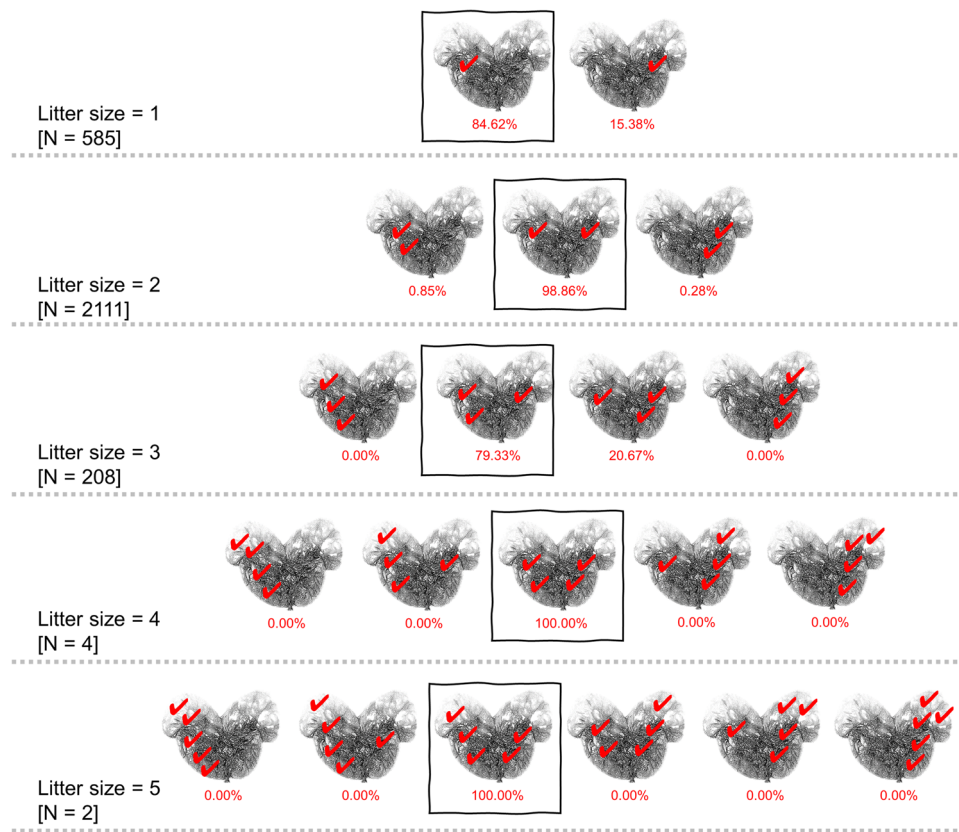 84.62%
15.38%
Litter size = 1
[N = 585]
0.85%
98.86%
0.28%
Litter size = 2
[N = 2111]
0.00%
79.33%
20.67%
0.00%
Litter size = 3
[N = 208]
0.00%
0.00%
100.00%
0.00%
0.00%
Litter size = 4
[N = 4]
0.00%
0.00%
100.00%
0.00%
0.00%
0.00%
Litter size = 5
[N = 2]